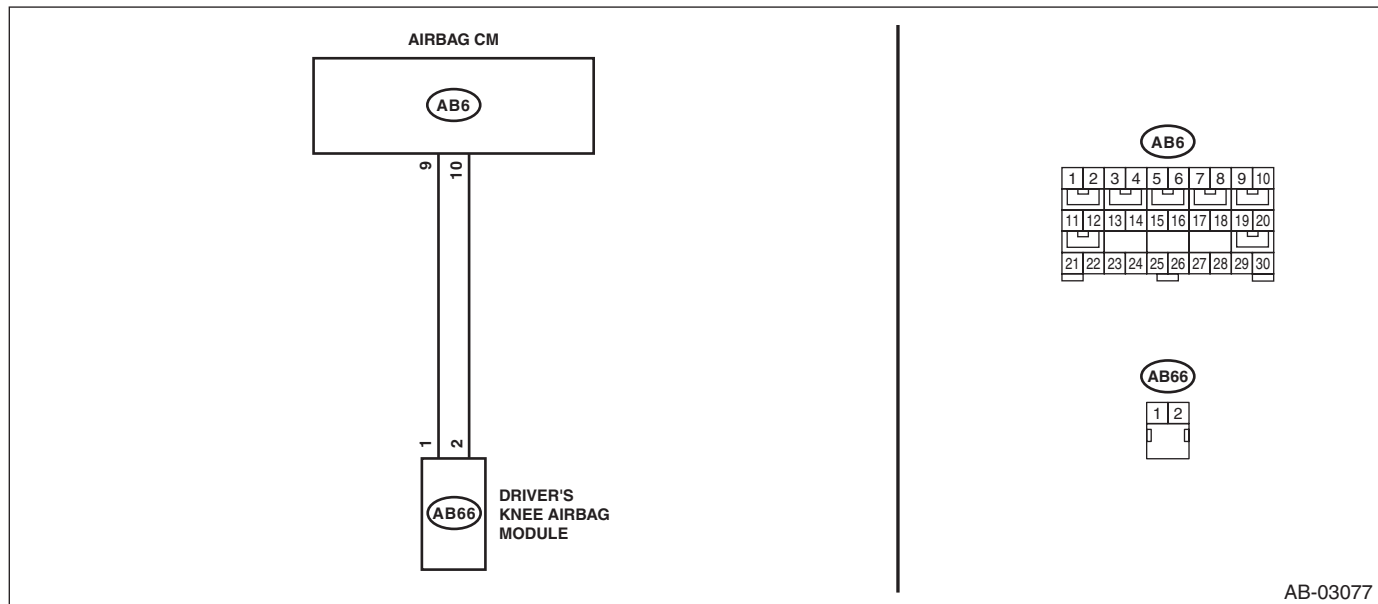 AIRBAG CM
AB6
9
10
1
2
AB66
DRIVER'S
KNEE AIRBAG
MODULE
AB6
1 2 3 4 5 6 7 8 9 10
11 12 13 14 15 16 17 18 19 20
21 22 23 24 25 26 27 28 29 30
AB66
1 2
AB-03077